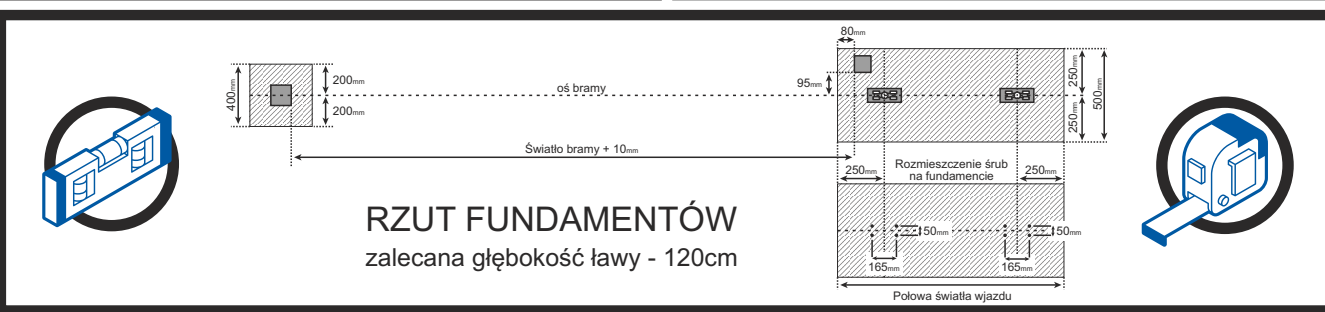 80mm
400mm
200mm
200mm
oś bramy
95mm
250mm
250mm
500mm
Światło bramy + 10mm
250mm
Rozmieszczenie śrub
na fundamencie
250mm
RZUT FUNDAMENTÓW
zalecana głębokość ławy - 120cm
50mm
50mm
165mm
165mm
Połowa światła wjazdu